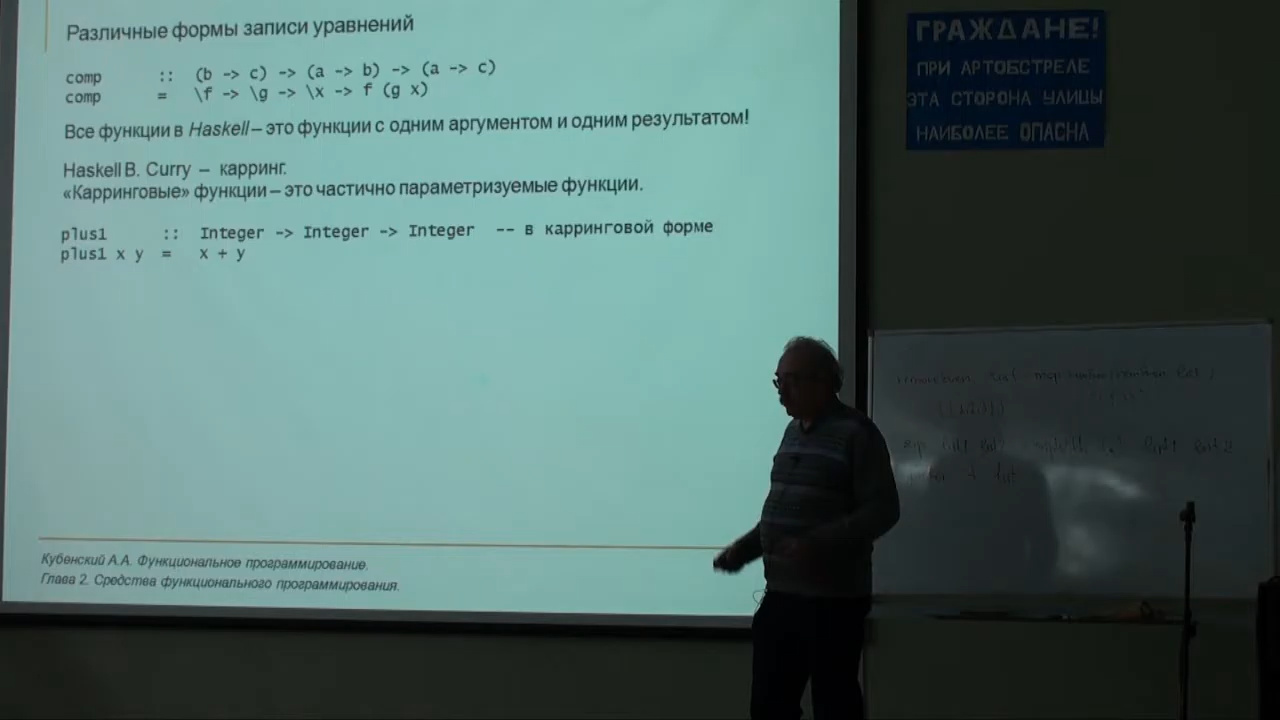 Различные формы записи уравнений
comp :: (b -> c) -> (a -> b) -> (a -> c)
comp = \f -> \g -> \x -> f (g x)
Все функции в Haskell – это функции с одним аргументом и одним результатом!
Haskell B. Curry – карринг.
«Карринговые» функции – это частично параметризуемые функции.
plus1 :: Integer -> Integer -> Integer -- в карринговой форме
plus1 x y = x + y
Кубенский А.А. Функциональное программирование.
Глава 2. Средства функционального программирования.
ГРАЖДАНЕ!
ПРИ АРТОБСТРЕЛЕ
ЭТА СТОРОНА УЛИЦЫ
НАИБОЛЕЕ ОПАСНА